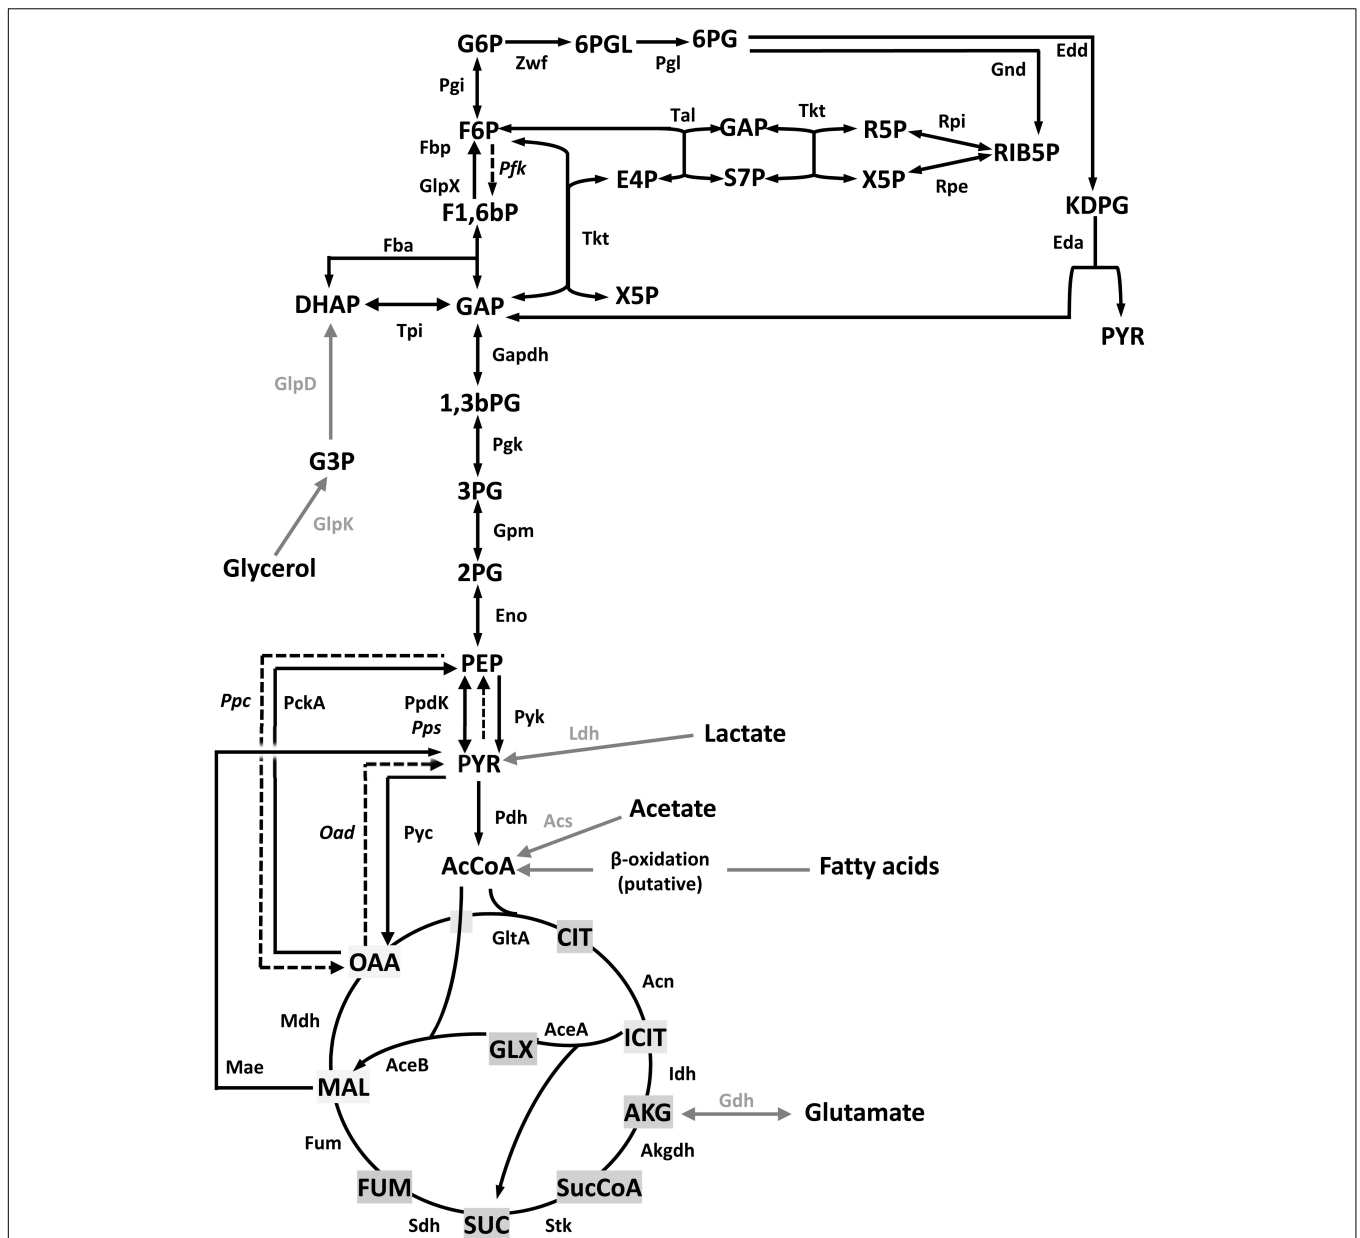 G6P
6PGL
6PG
Zwf
Pgl
Edd
Gnd
Pgi
Tal
Tkt
F6P
GAP
R5P
Rpi
RIB5P
Fbp
Pfk
GlpX
E4P
S7P
X5P
Rpe
F1,6bP
KDPG
Fba
Tkt
Eda
DHAP
GAP
X5P
Tpi
PYR
Gapdh
GlpD
1,3bPG
Pgk
G3P
3PG
GlpK
Gpm
Glycerol
2PG
Eno
PEP
Ppc
PckA
PpdK
Pps
Pyk
Ldh
Lactate
PYR
Oad
Pyc
Pdh
Acs
Acetate
AcCoA
β-oxidation
(putative)
Fatty acids
GltA
CIT
OAA
Acn
Mdh
AceA
ICIT
GLX
Mae
AceB
Idh
MAL
AKG
Gdh
Glutamate
Fum
Akgdh
FUM
SucCoA
Sdh
SUC
Stk